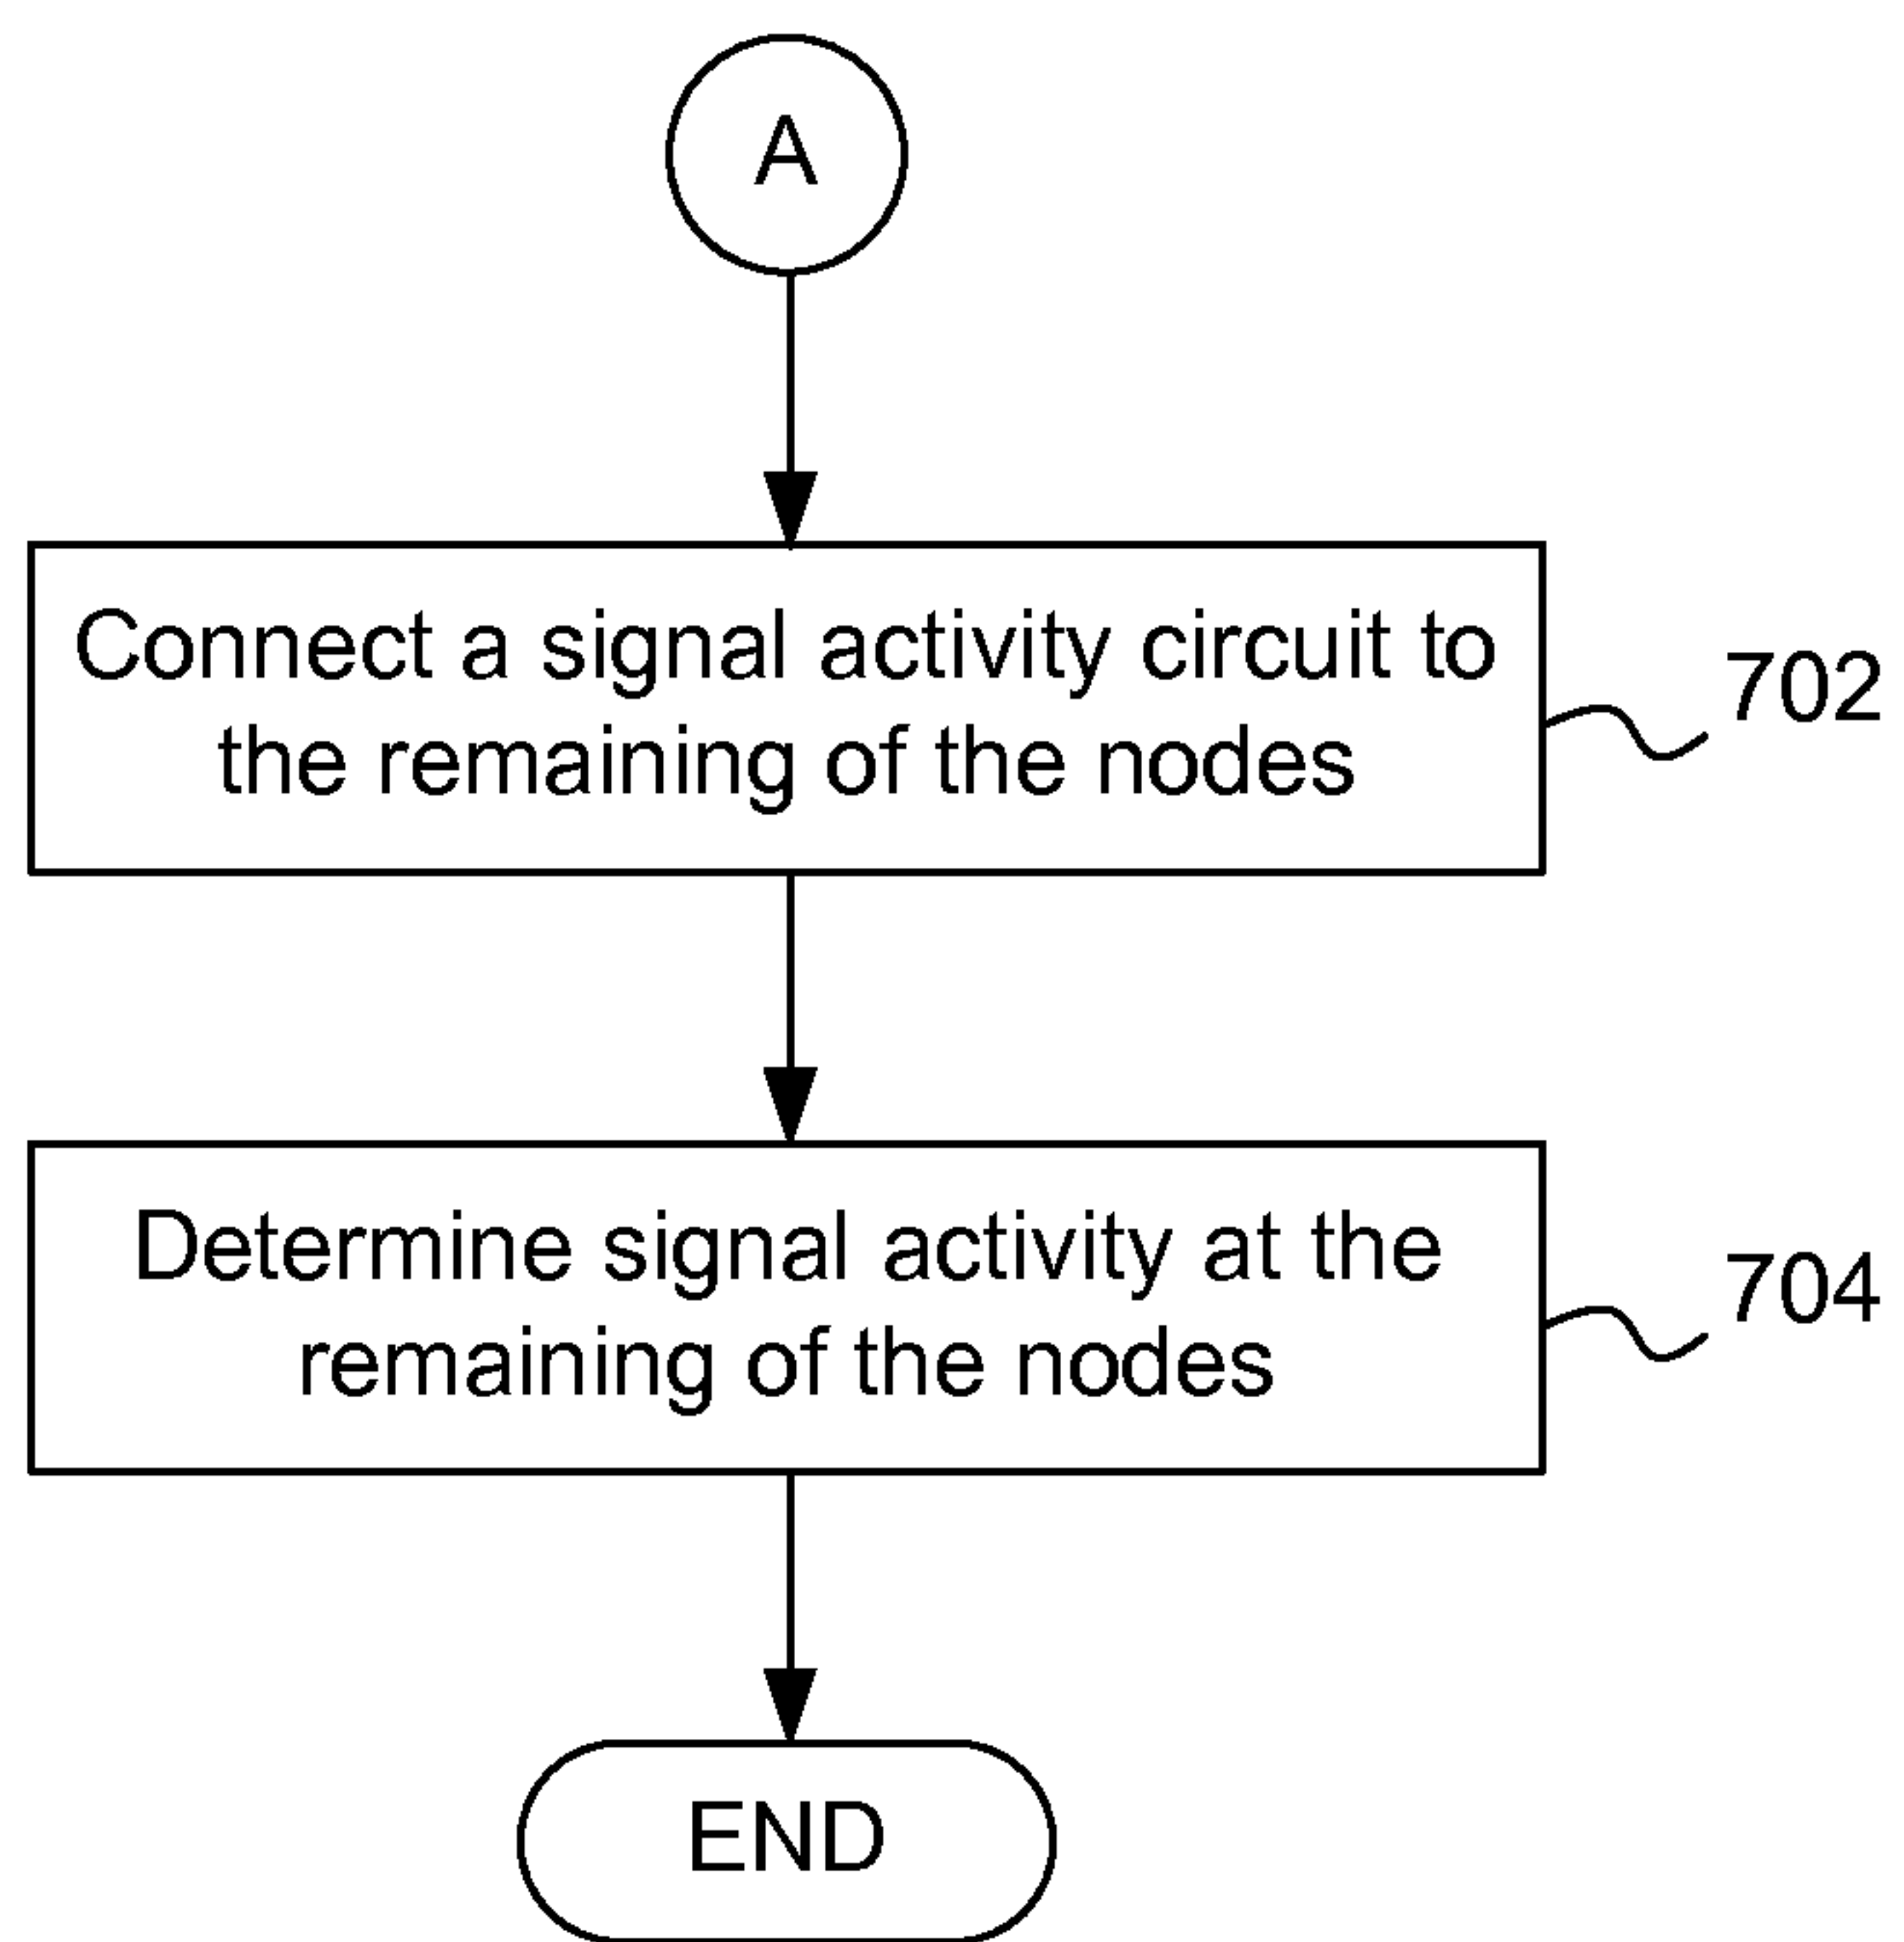 A
Connect a signal activity circuit to
the remaining of the nodes
702
Determine signal activity at the
remaining of the nodes
704
END